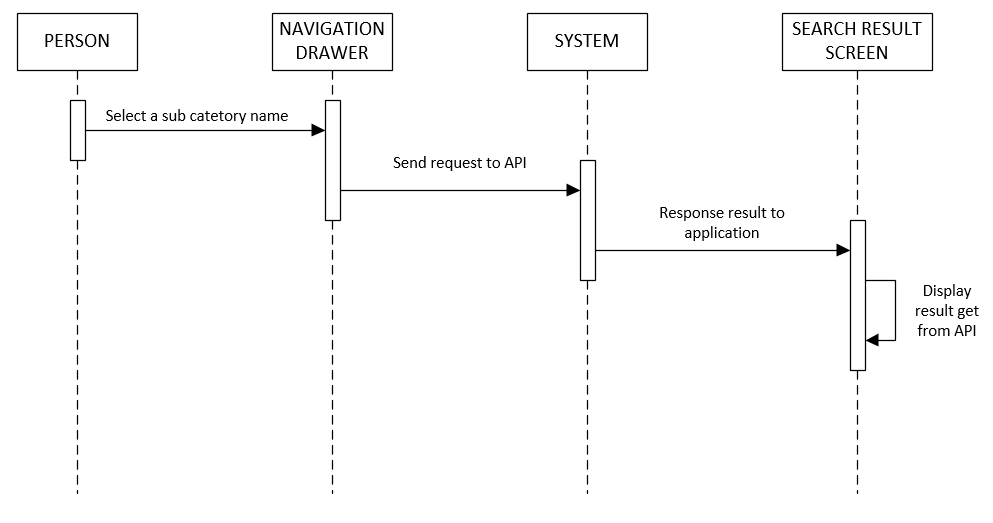 PERSON
NAVIGATION
DRAWER
SYSTEM
SEARCH RESULT
SCREEN
Select a sub catetory name
Send request to API
Response result to
application
Display
result get
from API